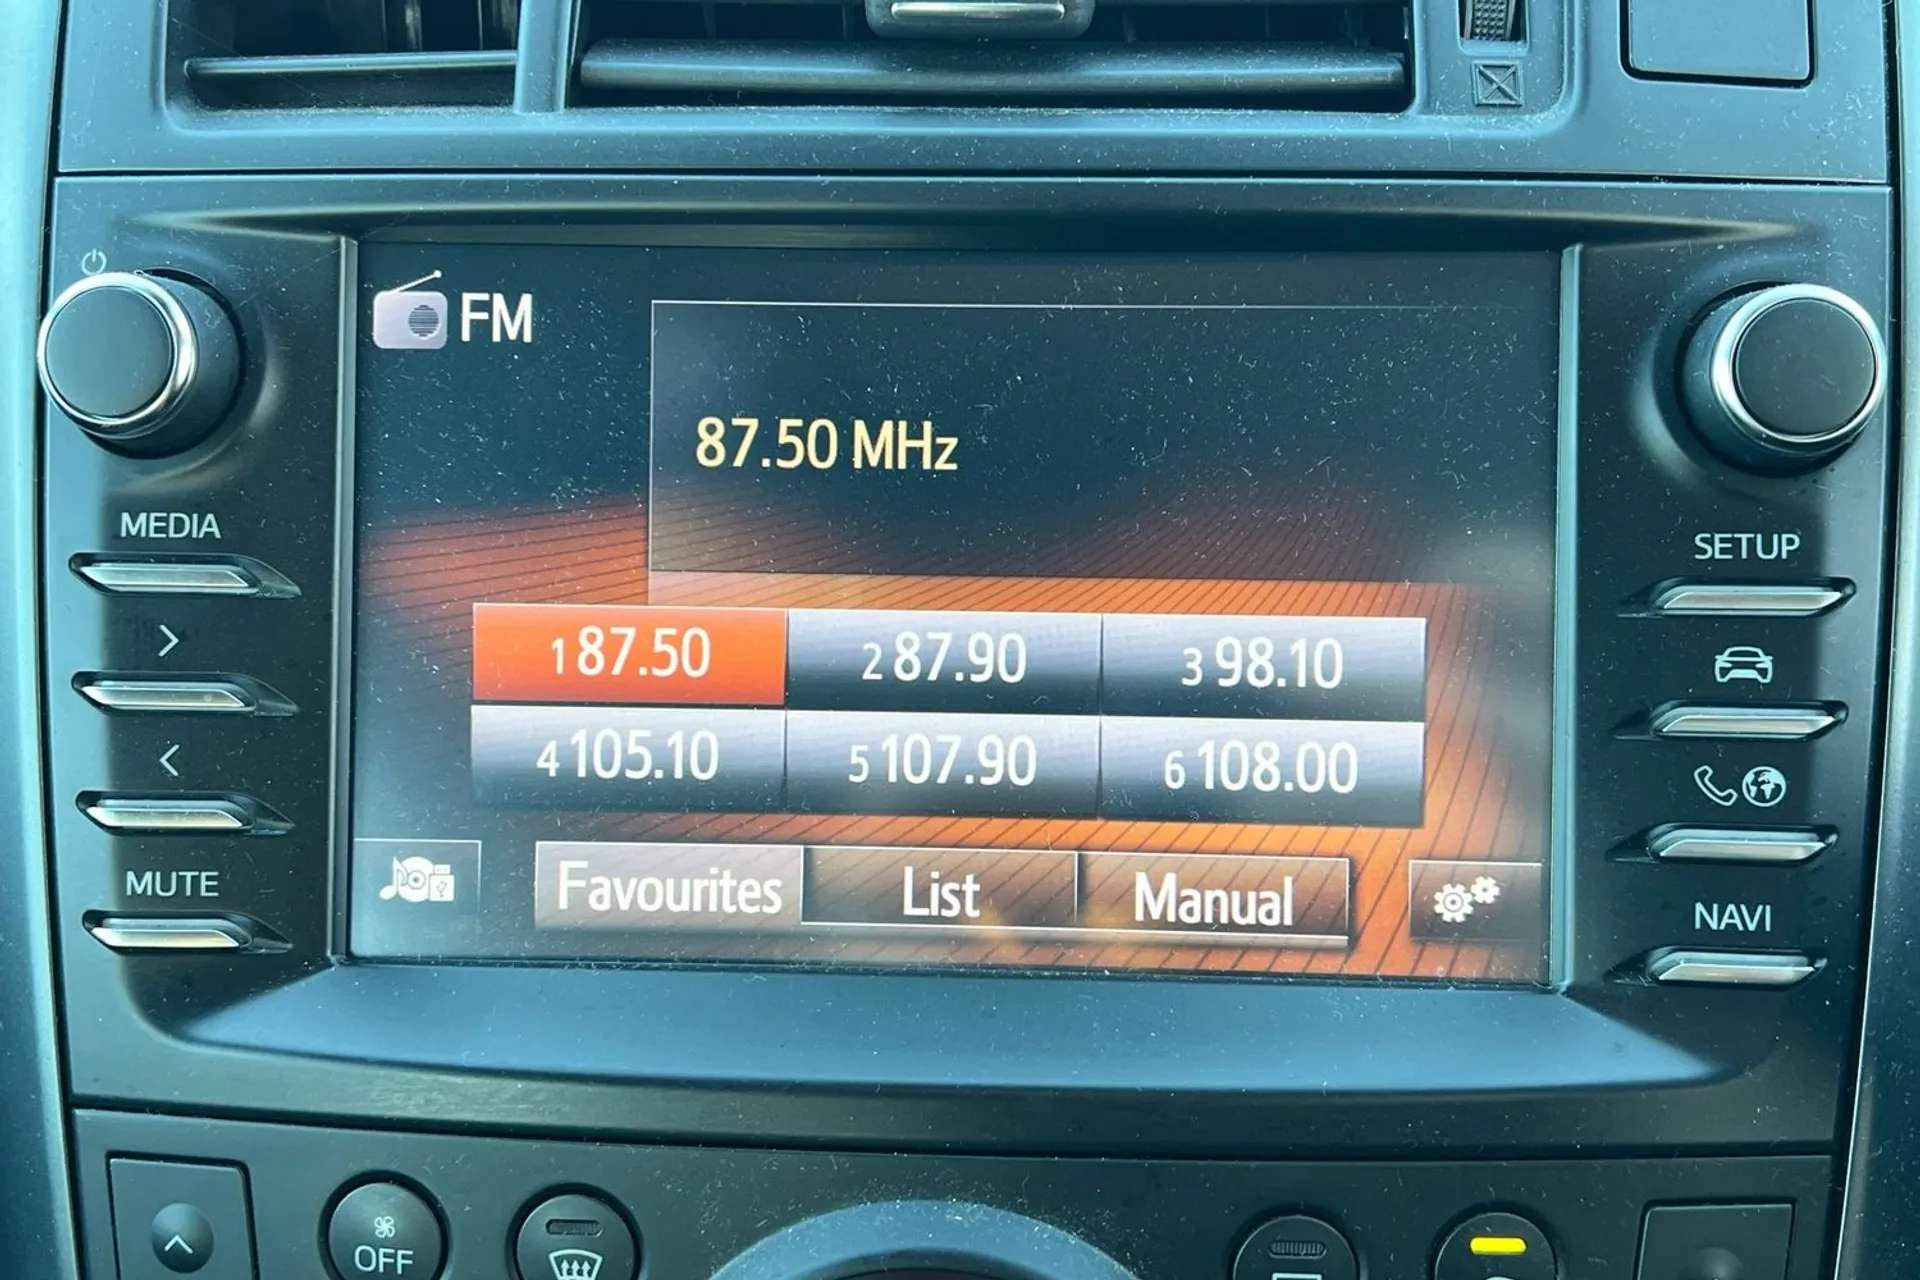 FM
87.50 MHz
MEDIA
SETUP
1 87.50 2 87.90 3 98.10
4 105.10 5 107.90 6 108.00
MUTE
Favourites List Manual
NAVI
OFF